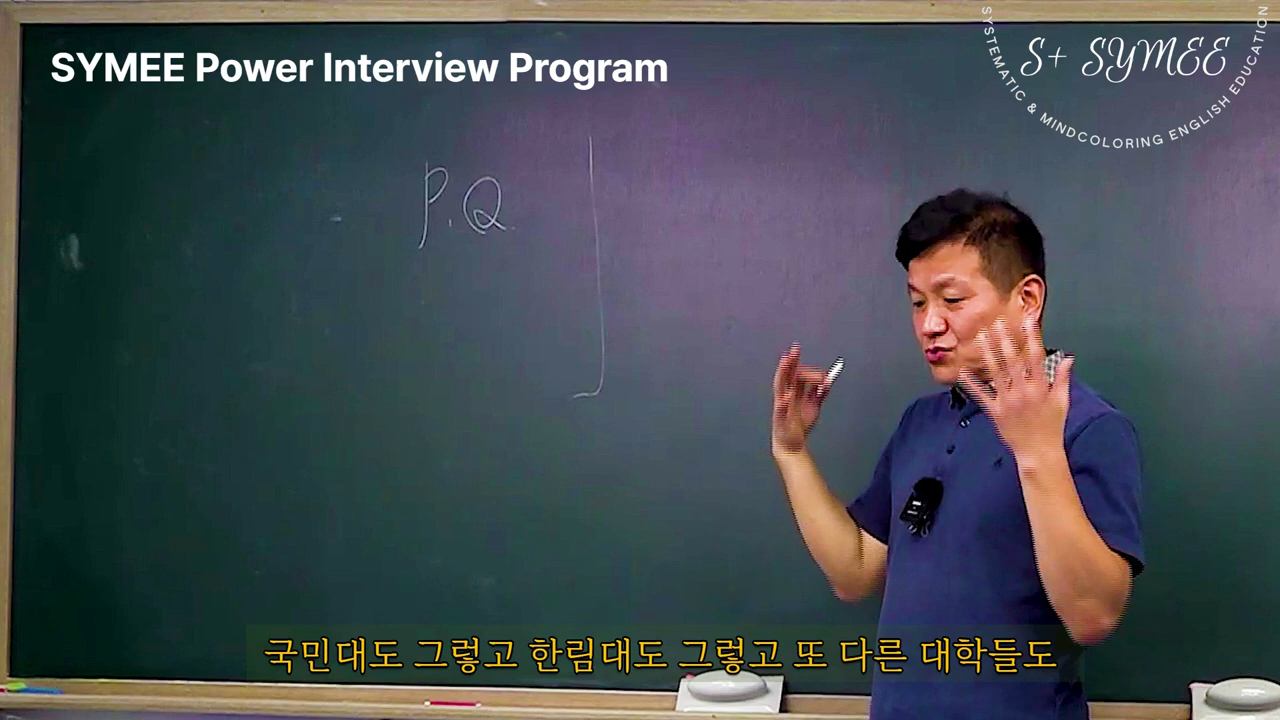 SYMEE Power Interview Program
S+ SYMEE
SYSTEMATIC & MINDCOLORING ENGLISH EDUCATION
P.Q.
국민대도 그렇고 한림대도 그렇고 또 다른 대학들도